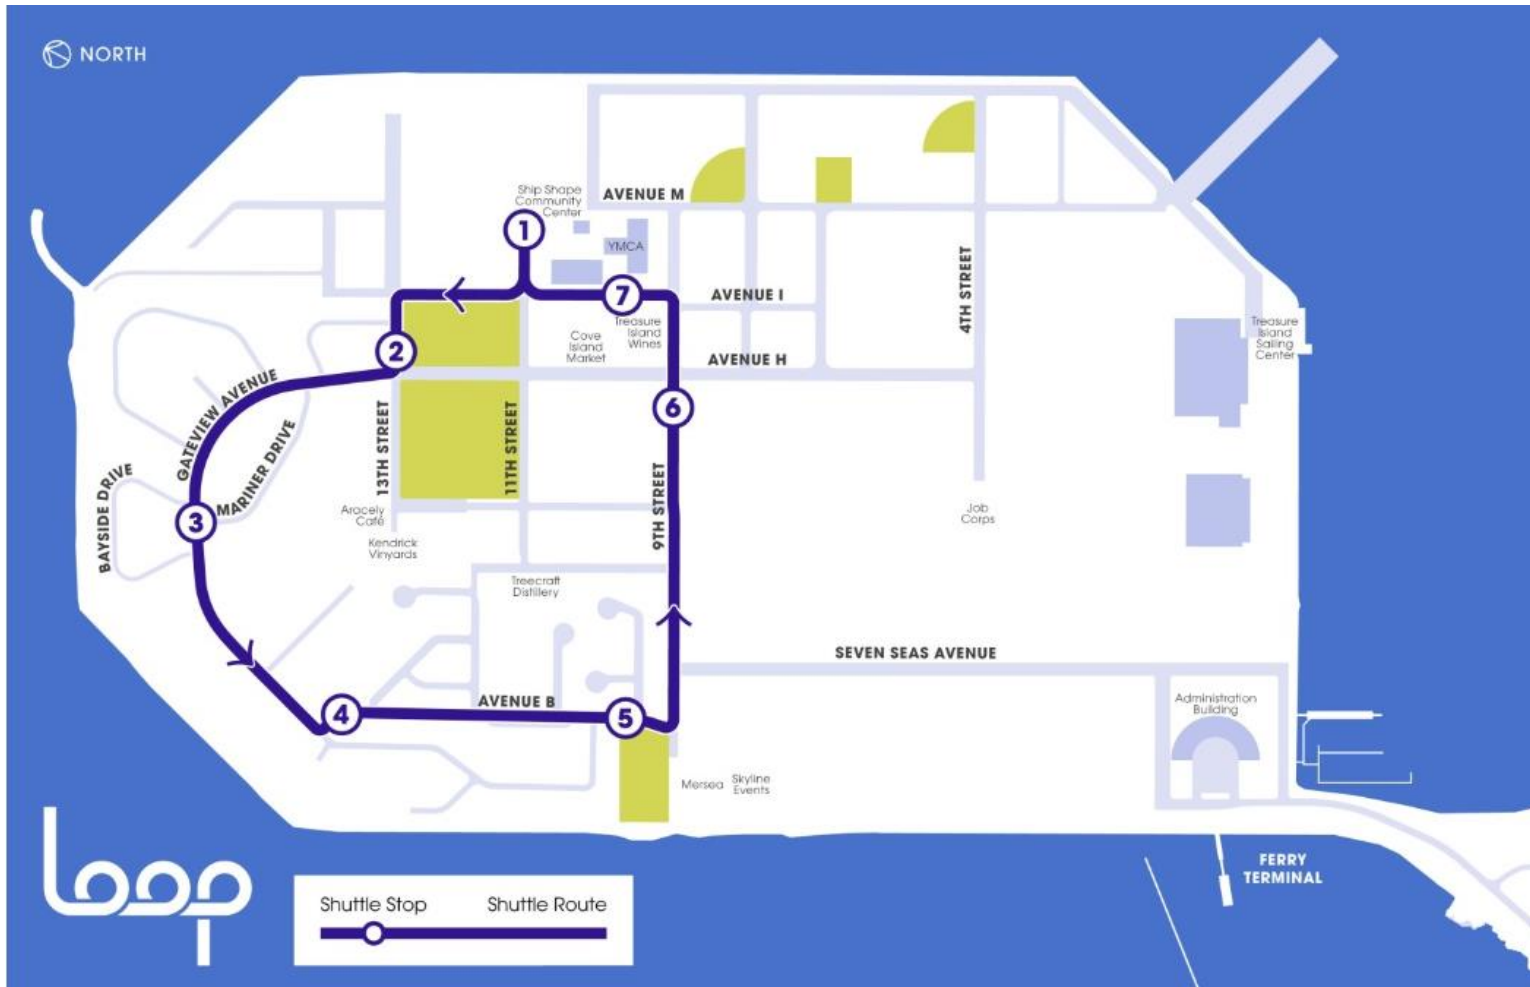 NORTH
Ship Shape
Community
Center
AVENUE M
1
YMCA
7
AVENUE I
4TH STREET
Treasure
Island
Wines
Cove
Island
Market
Treasure
Island
Sailing
Center
2
AVENUE H
GATEVIEW AVENUE
6
13TH STREET
11TH STREET
MARINER DRIVE
BAYSIDE DRIVE
9TH STREET
3
Aracely
Café
Kendrick
Vinyards
Job
Corps
Treecraft
Distillery
SEVEN SEAS AVENUE
AVENUE B
4
5
Administration
Building
Mersea
Skyline
Events
Loop
FERRY
TERMINAL
Shuttle Stop
Shuttle Route